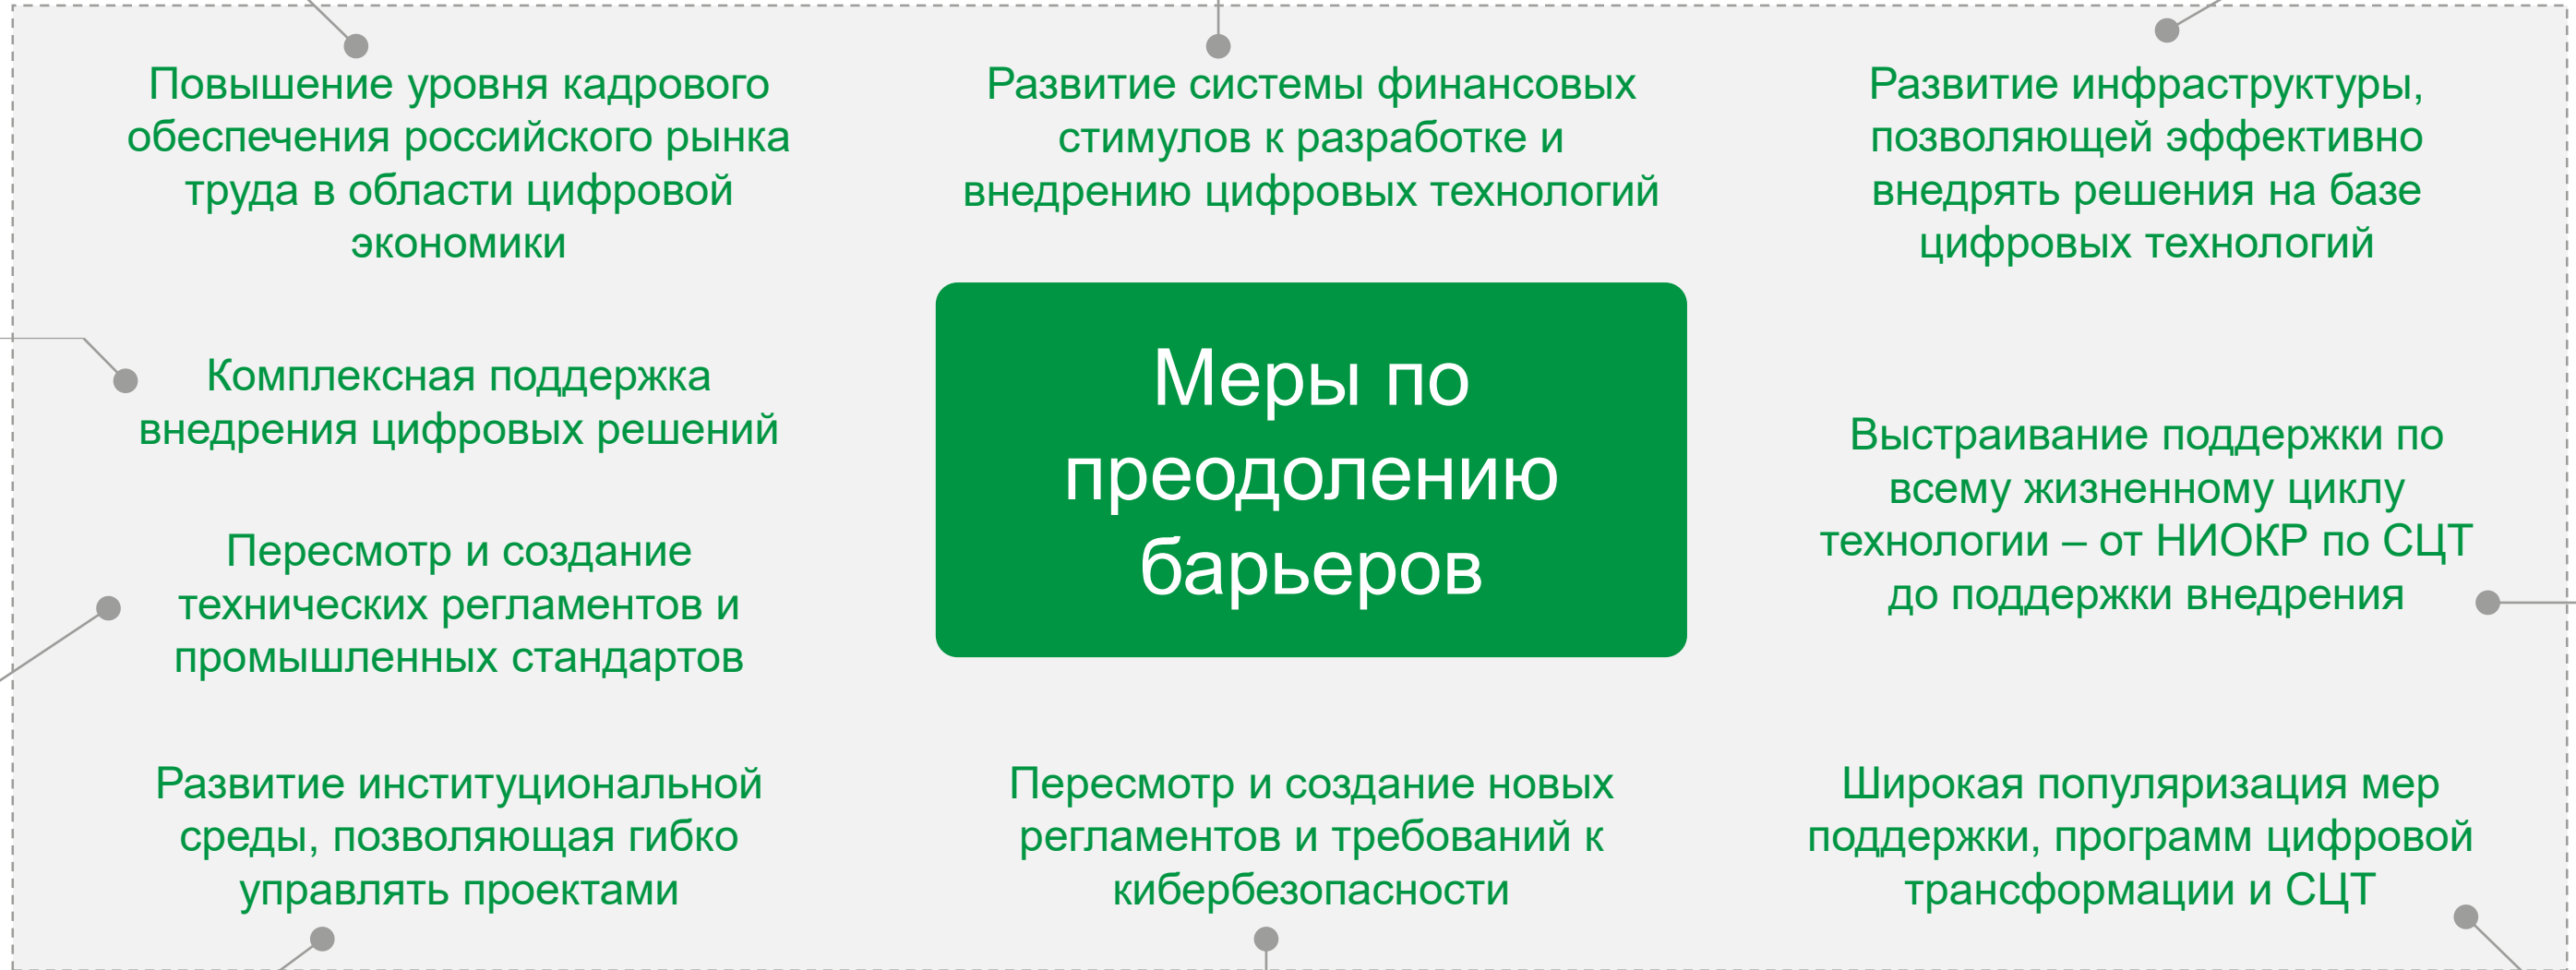 Повышение уровня кадрового
обеспечения российского рынка
труда в области цифровой
экономики
Развитие системы финансовых
стимулов к разработке и
внедрению цифровых технологий
Развитие инфраструктуры,
позволяющей эффективно
внедрять решения на базе
цифровых технологий
Комплексная поддержка
внедрения цифровых решений
Меры по
преодолению
барьеров
Выстраивание поддержки по
всему жизненному циклу
технологии – от НИОКР по СЦТ
до поддержки внедрения
Пересмотр и создание
технических регламентов и
промышленных стандартов
Развитие институциональной
среды, позволяющая гибко
управлять проектами
Пересмотр и создание новых
регламентов и требований к
кибербезопасности
Широкая популяризация мер
поддержки, программ цифровой
трансформации и СЦТ